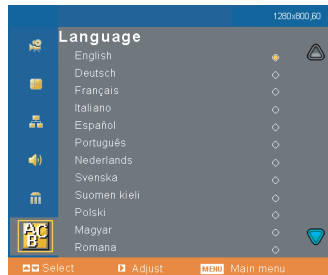 1280x800,60
Language
English
Deutsch
Français
Italiano
Español
Português
Nederlands
Svenska
Suomen kieli
Polski
Magyar
Romana
AC
B
Select Adjust MENU Main menu